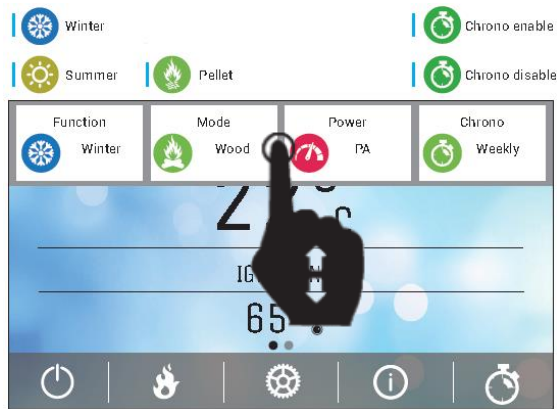 Winter
Chrono enable
Summer
Pellet
Chrono disable
Function
Mode
Power
Chrono
Winter
Wood
PA
Weekly
65